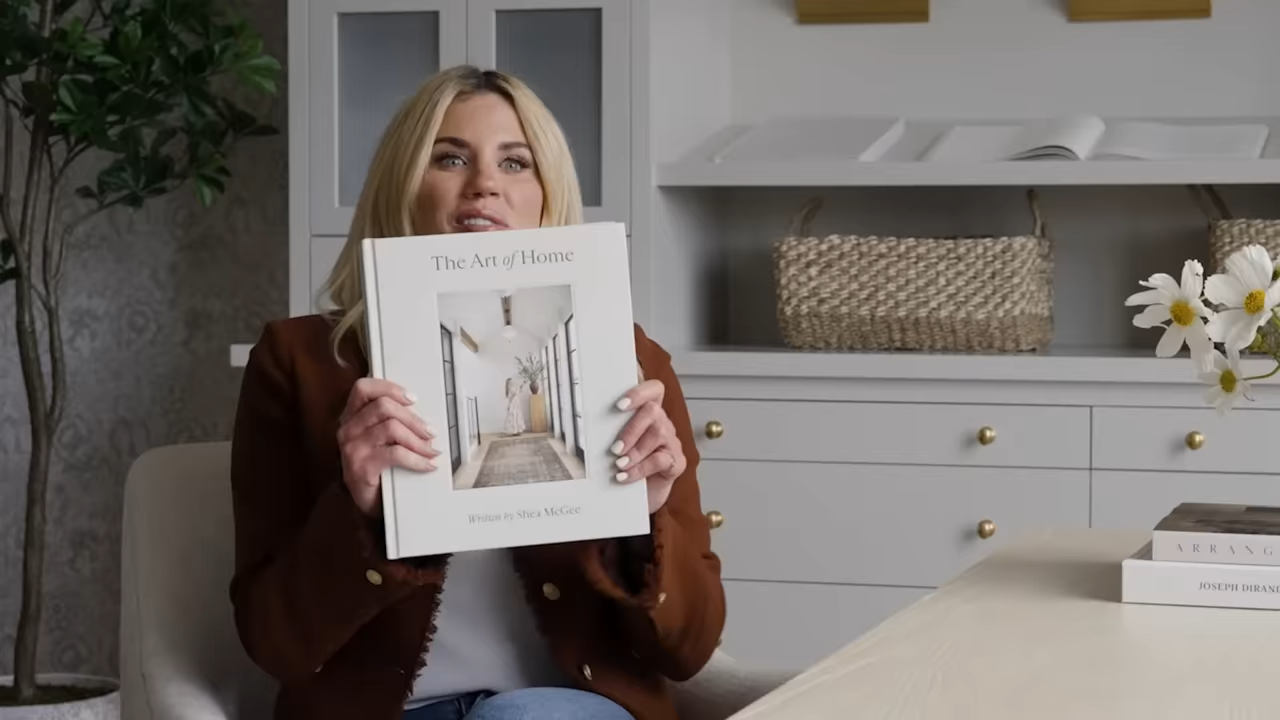 The Art of Home
Written by Shea McGee
ARRANG
JOSEPH DIRAND